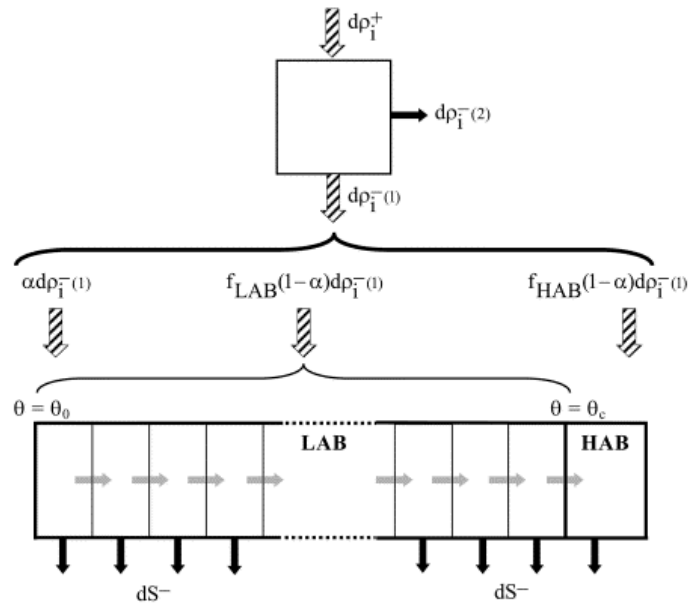 dρi+
dρi−(2)
dρi−(1)
αdρi−(1) fLAB(1−α)dρi−(1) fHAB(1−α)dρi−(1)
θ = θ0 θ = θc
LAB HAB
dS− dS−